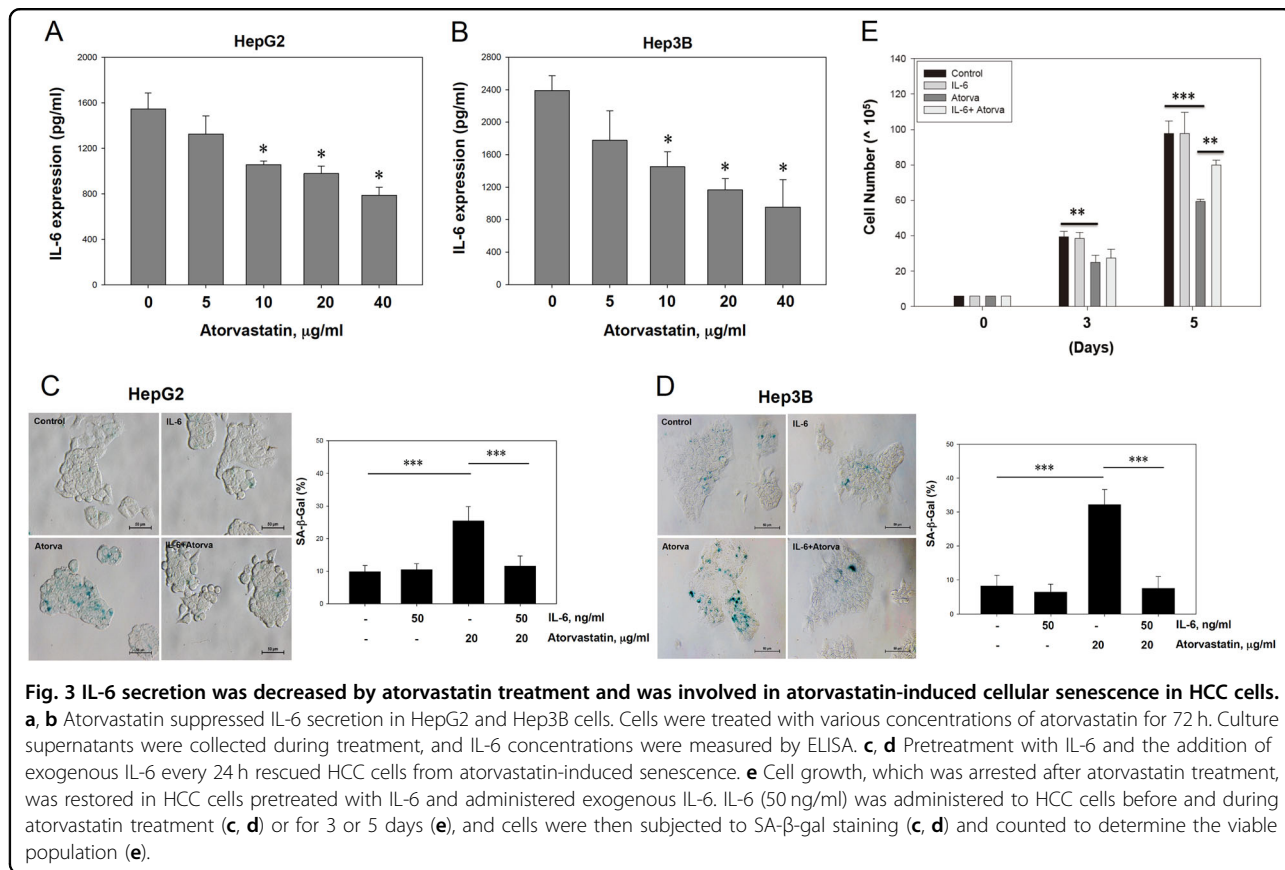 A
HepG2
IL-6 expression (pg/ml)
2000
1600
1200
800
400
0
*
*
*
0 5 10 20 40
Atorvastatin, µg/ml
B
Hep3B
IL-6 expression (pg/ml)
2800
2400
2000
1600
1200
800
400
0
*
*
*
0 5 10 20 40
Atorvastatin, µg/ml
E
Cell Number (^ 10⁵)
140
120
100
80
60
40
20
0
Control
IL-6
Atorva
IL-6+ Atorva
**
***
**
0 3 5
(Days)
C
HepG2
Control
IL-6
Atorva
IL-6+Atorva
SA-β-Gal (%)
50
40
30
20
10
0
***
***
- 50 - 50 IL-6, ng/ml
- - 20 20 Atorvastatin, µg/ml
D
Hep3B
Control
IL-6
Atorva
IL-6+Atorva
SA-β-Gal (%)
50
40
30
20
10
0
***
***
- 50 - 50 IL-6, ng/ml
- - 20 20 Atorvastatin, µg/ml
Fig. 3 IL-6 secretion was decreased by atorvastatin treatment and was involved in atorvastatin-induced cellular senescence in HCC cells.
a, b Atorvastatin suppressed IL-6 secretion in HepG2 and Hep3B cells. Cells were treated with various concentrations of atorvastatin for 72 h. Culture
supernatants were collected during treatment, and IL-6 concentrations were measured by ELISA. c, d Pretreatment with IL-6 and the addition of
exogenous IL-6 every 24 h rescued HCC cells from atorvastatin-induced senescence. e Cell growth, which was arrested after atorvastatin treatment,
was restored in HCC cells pretreated with IL-6 and administered exogenous IL-6. IL-6 (50 ng/ml) was administered to HCC cells before and during
atorvastatin treatment (c, d) or for 3 or 5 days (e), and cells were then subjected to SA-β-gal staining (c, d) and counted to determine the viable
population (e).